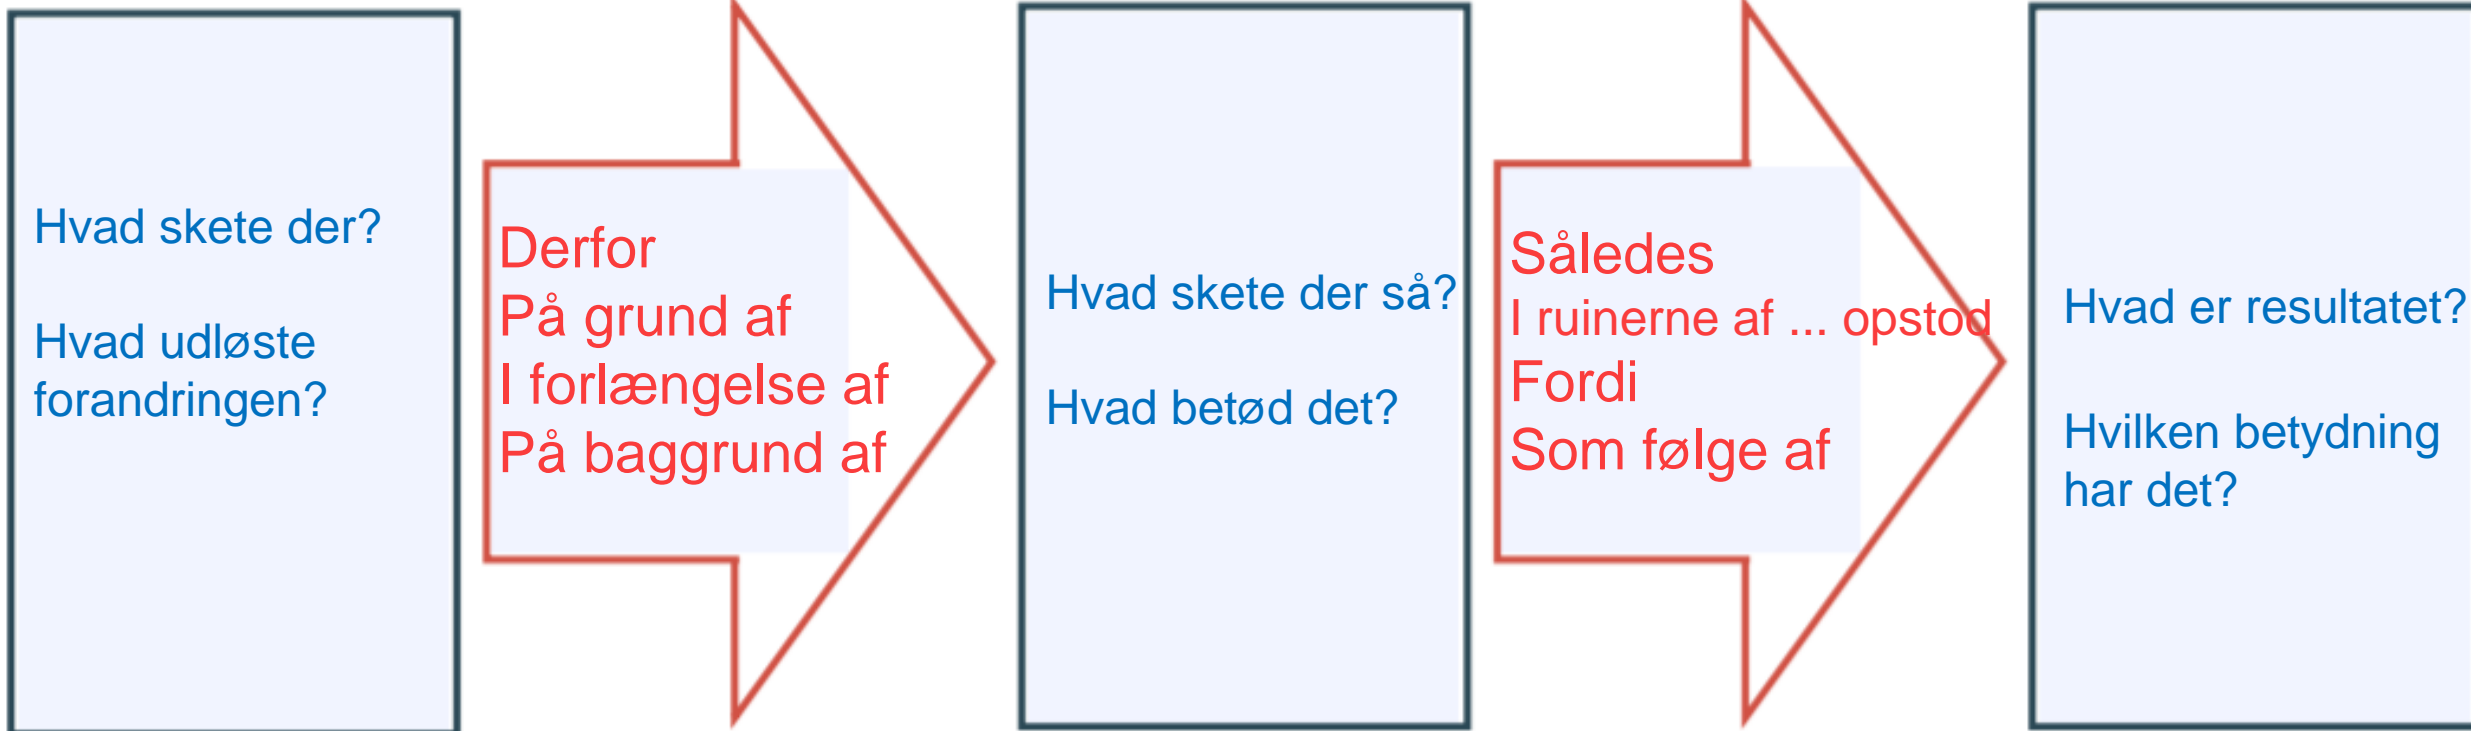 Hvad skete der?
Hvad udløste
forandringen?
Derfor
På grund af
I forlængelse af
På baggrund af
Hvad skete der så?
Hvad betød det?
Således
I ruinerne af ... opstod
Fordi
Som følge af
Hvad er resultatet?
Hvilken betydning
har det?